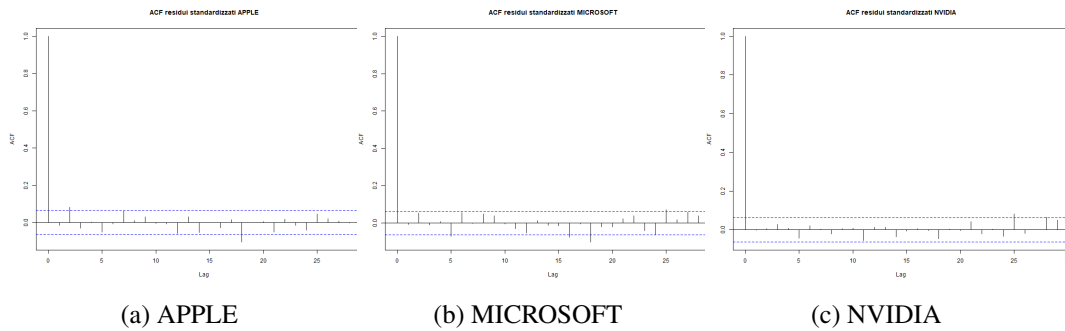 ACF residui standardizzati APPLE
ACF
1.0
0.8
0.6
0.4
0.2
0.0
0 5 10 15 20 25
Lag
(a) APPLE
ACF residui standardizzati MICROSOFT
ACF
1.0
0.8
0.6
0.4
0.2
0.0
0 5 10 15 20 25
Lag
(b) MICROSOFT
ACF residui standardizzati NVIDIA
ACF
1.0
0.8
0.6
0.4
0.2
0.0
0 5 10 15 20 25
Lag
(c) NVIDIA